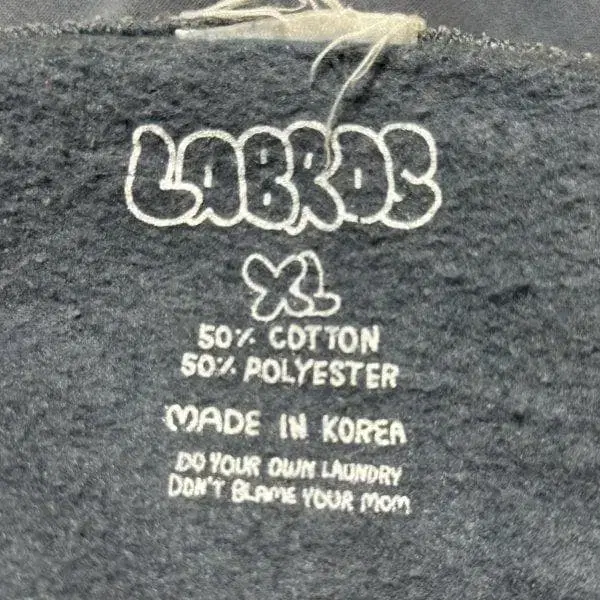 LABROS
XL
50% COTTON
50% POLYESTER
MADE IN KOREA
DO YOUR OWN LAUNDRY
DON'T BLAME YOUR MOM